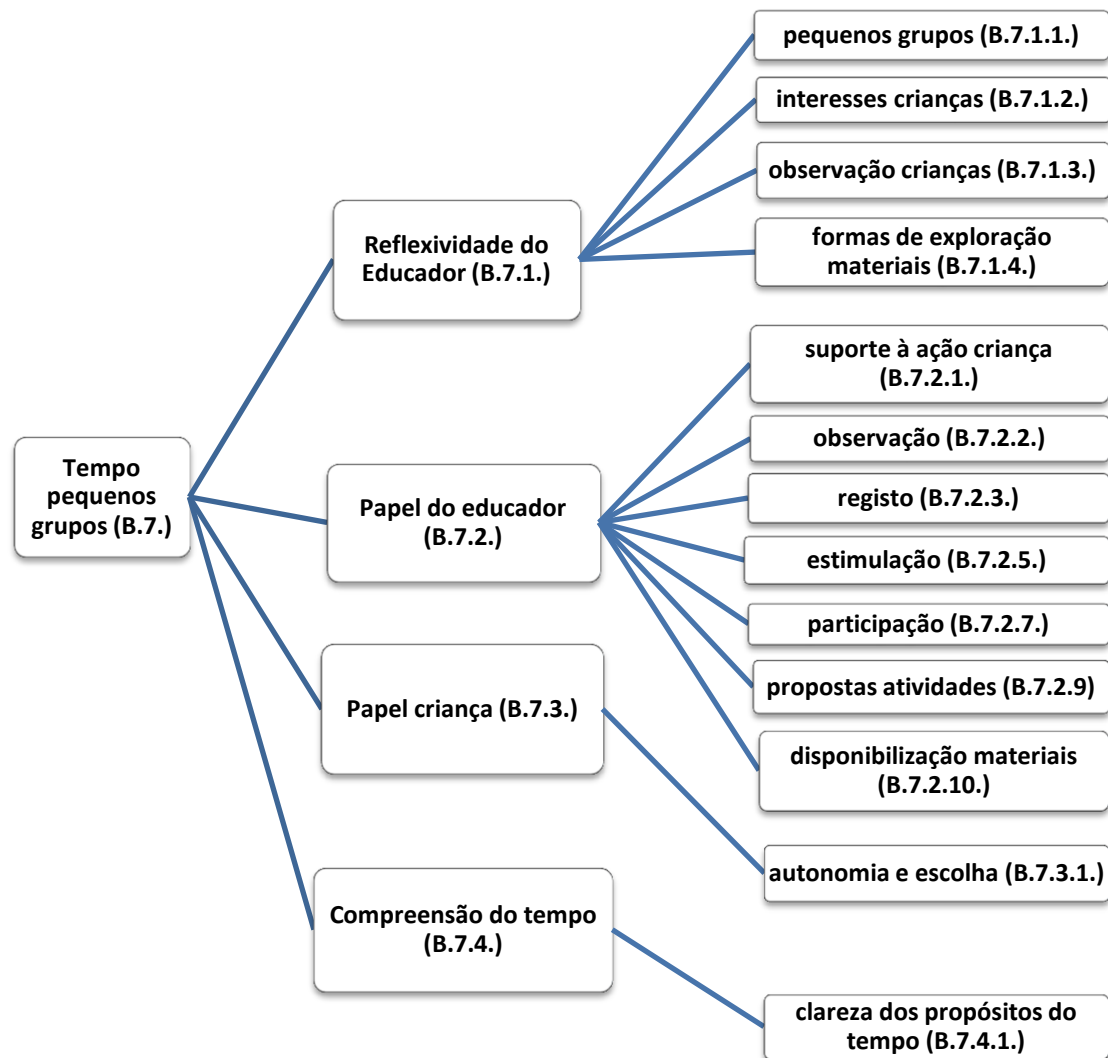 Tempo
pequenos
grupos (B.7.)
Reflexividade do
Educador (B.7.1.)
pequenos grupos (B.7.1.1.)
interesses crianças (B.7.1.2.)
observação crianças (B.7.1.3.)
formas de exploração
materiais (B.7.1.4.)
Papel do educador
(B.7.2.)
suporte à ação criança
(B.7.2.1.)
observação (B.7.2.2.)
registo (B.7.2.3.)
estimulação (B.7.2.5.)
participação (B.7.2.7.)
propostas atividades (B.7.2.9)
disponibilização materiais
(B.7.2.10.)
Papel criança (B.7.3.)
autonomia e escolha (B.7.3.1.)
Compreensão do tempo
(B.7.4.)
clareza dos propósitos do
tempo (B.7.4.1.)